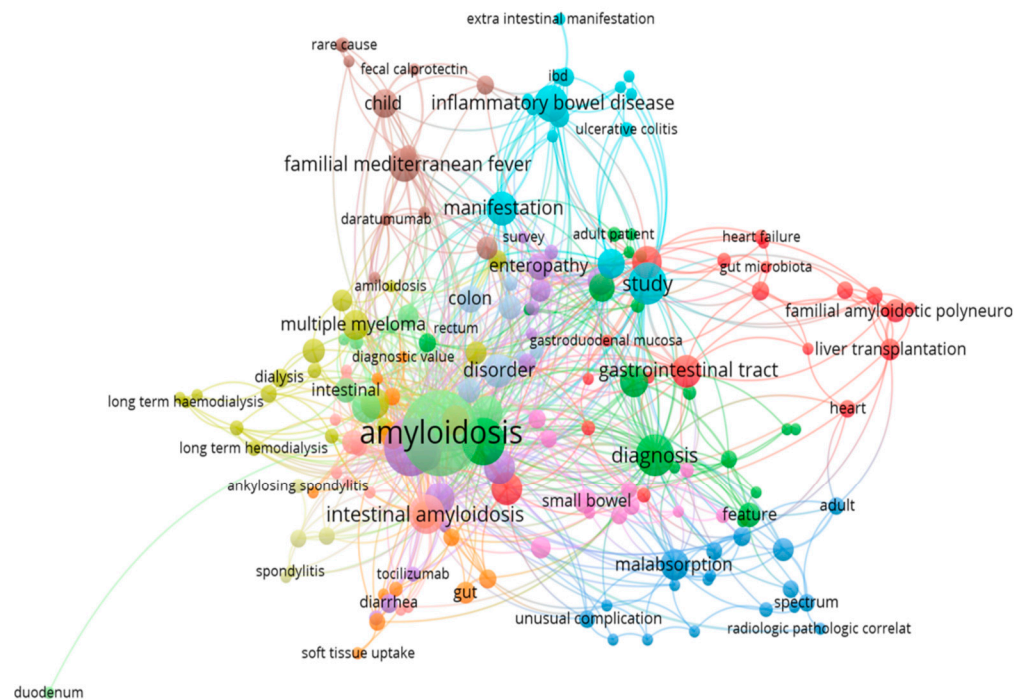 extra intestinal manifestation
rare cause
fecal calprotectin
ibd
child
inflammatory bowel disease
ulcerative colitis
familial mediterranean fever
manifestation
daratumumab
survey
adult patient
heart failure
enteropathy
gut microbiota
amiloidosis
study
colon
familial amyloidotic polyneuro
multiple myeloma
rectum
gastroduodenal mucosa
liver transplantation
diagnostic value
disorder
gastrointestinal tract
dialysis
intestinal
long term haemodialysis
heart
amyloidosis
long term hemodialysis
diagnosis
ankylosing spondylitis
small bowel
adult
intestinal amyloidosis
feature
malabsorption
spondylitis
tocilizumab
gut
diarrhea
spectrum
unusual complication
radiologic pathologic correlat
soft tissue uptake
duodenum